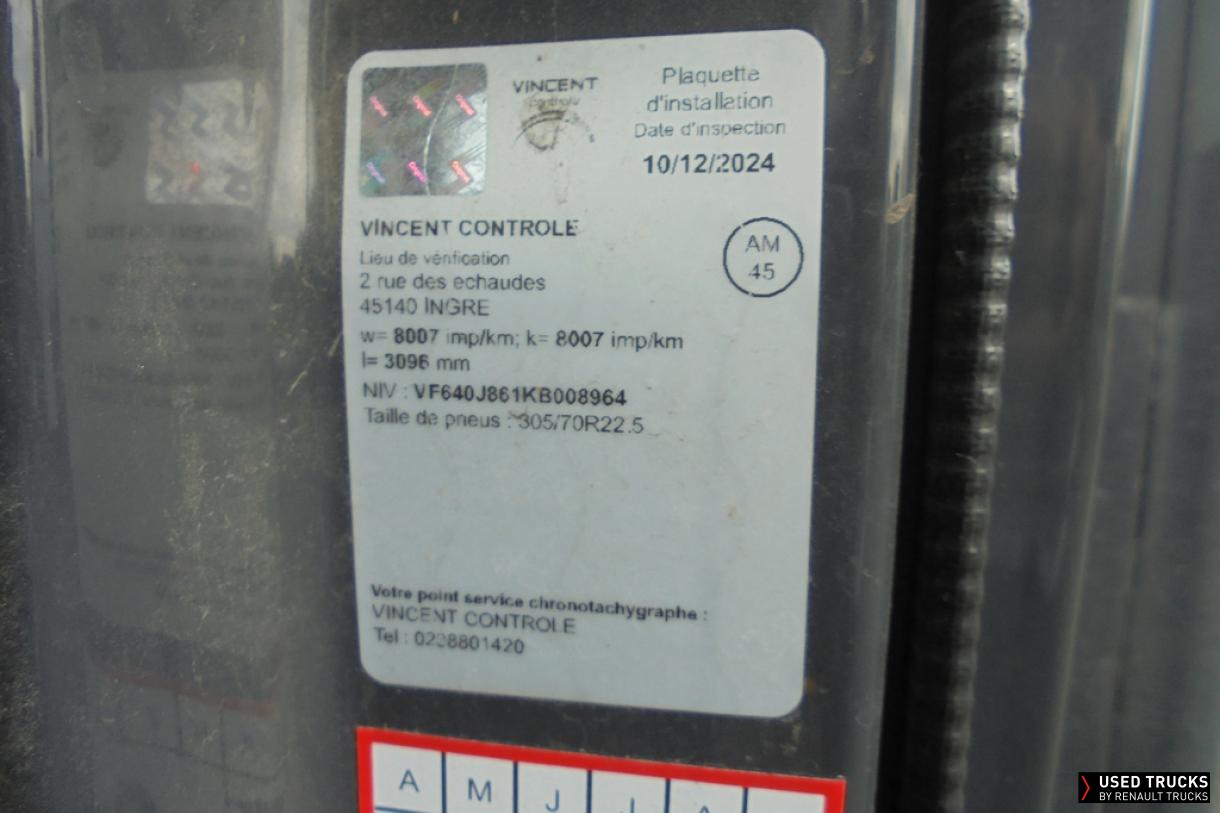 VINCENT
Plaquette
d'installation
Date d'inspection
10/12/2024
VINCENT CONTROLE
AM
45
Lieu de vérification
2 rue des echaudes
45140 INGRE
w= 8007 imp/km; k= 8007 imp/km
l= 3096 mm
NIV : VF640J861KB008964
Taille de pneus : 305/70R22.5
Votre point service chronotachygraphe :
VINCENT CONTROLE
Tel : 0238801420
A M J J A
USED TRUCKS
BY RENAULT TRUCKS